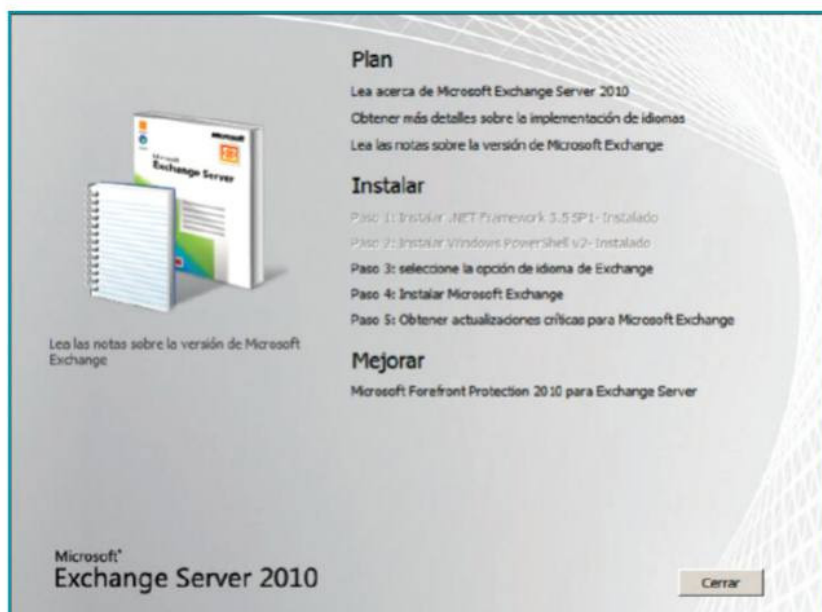 Plan
Lea acerca de Microsoft Exchange Server 2010
Obtener más detalles sobre la implementación de idiomas
Lea las notas sobre la versión de Microsoft Exchange
Instalar
Paso 1: Instalar .NET Framework 3.5 SP1- Instalado
Paso 2: Instalar Windows PowerShell v2- Instalado
Paso 3: seleccione la opción de idioma de Exchange
Paso 4: Instalar Microsoft Exchange
Paso 5: Obtener actualizaciones críticas para Microsoft Exchange
Mejorar
Microsoft Forefront Protection 2010 para Exchange Server
Microsoft
Microsoft
Exchange Server
Lea las notas sobre la versión de Microsoft
Exchange
Microsoft®
Exchange Server 2010
Cerrar